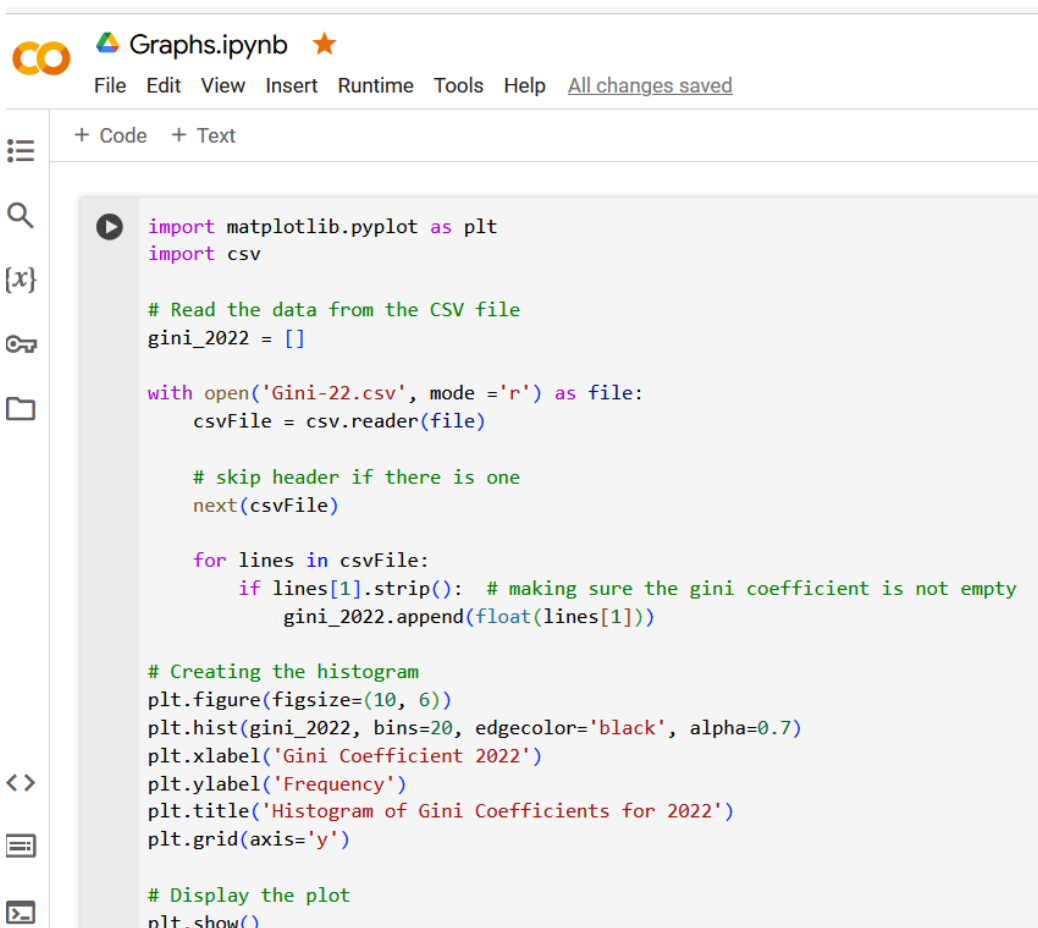 Graphs.ipynb
File Edit View Insert Runtime Tools Help All changes saved
+ Code + Text
{x}
import matplotlib.pyplot as plt
import csv
# Read the data from the CSV file
gini_2022 = []
with open('Gini-22.csv', mode ='r') as file:
    csvFile = csv.reader(file)
    # skip header if there is one
    next(csvFile)
    for lines in csvFile:
        if lines[1].strip():  # making sure the gini coefficient is not empty
            gini_2022.append(float(lines[1]))
# Creating the histogram
plt.figure(figsize=(10, 6))
plt.hist(gini_2022, bins=20, edgecolor='black', alpha=0.7)
plt.xlabel('Gini Coefficient 2022')
plt.ylabel('Frequency')
plt.title('Histogram of Gini Coefficients for 2022')
plt.grid(axis='y')
# Display the plot
plt.show()